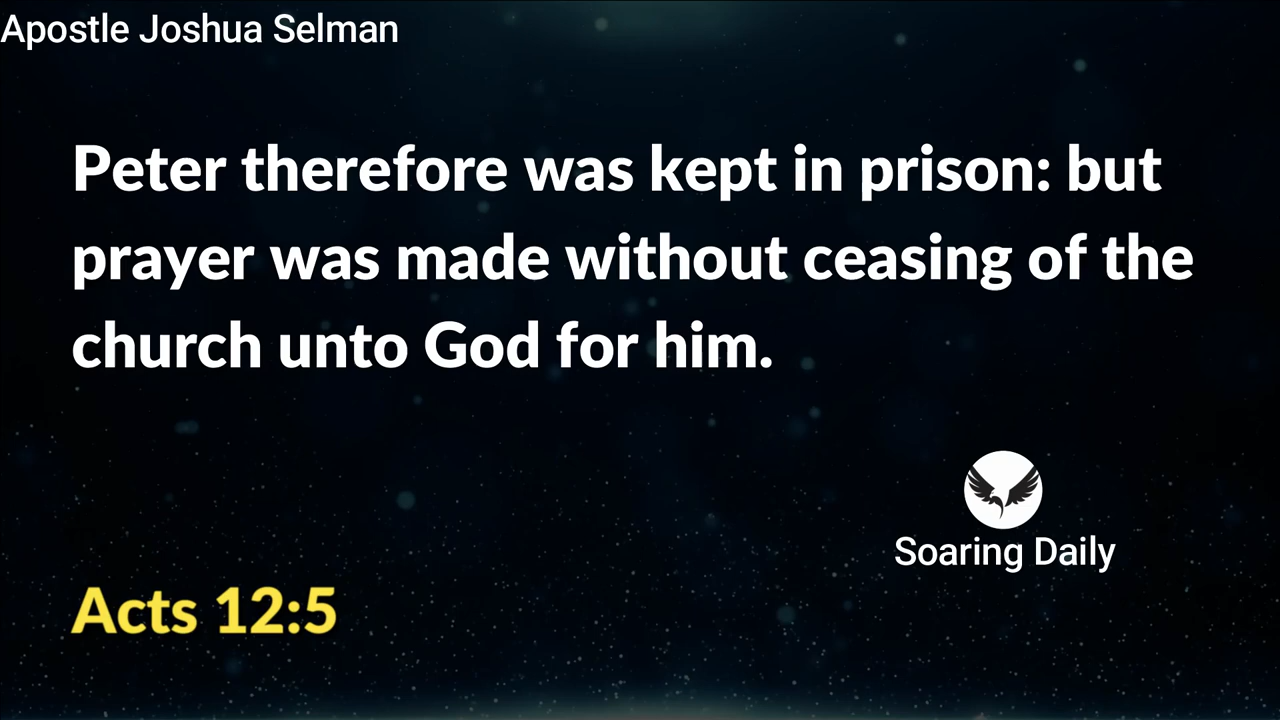 Apostle Joshua Selman
Peter therefore was kept in prison: but
prayer was made without ceasing of the
church unto God for him.
Soaring Daily
Acts 12:5